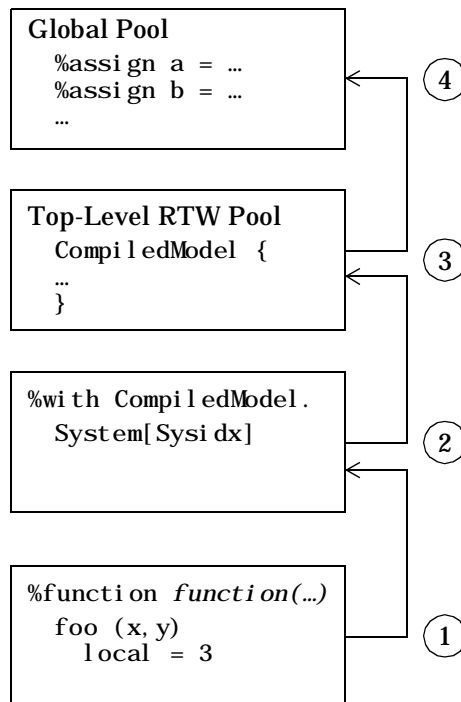 Global Pool
%assign a = …
%assign b = …
…
4
Top-Level RTW Pool
CompiledModel {
…
}
3
%with CompiledModel.
System[Sysidx]
2
%function function(…)
foo (x,y)
local = 3
1